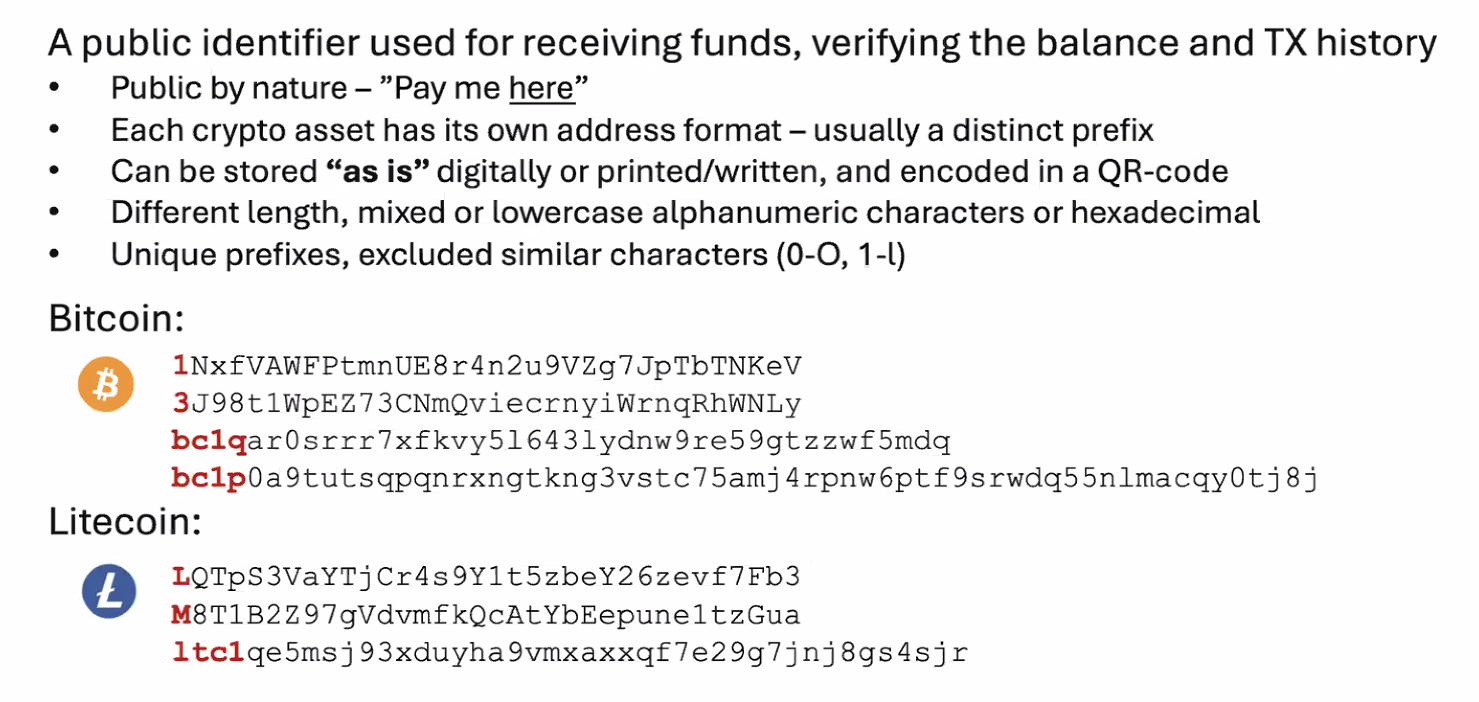 A public identifier used for receiving funds, verifying the balance and TX history
• Public by nature – ”Pay me here”
• Each crypto asset has its own address format – usually a distinct prefix
• Can be stored “as is” digitally or printed/written, and encoded in a QR-code
• Different length, mixed or lowercase alphanumeric characters or hexadecimal
• Unique prefixes, excluded similar characters (0-O, 1-l)
Bitcoin:
1NxfVAWFPtmnUE8r4n2u9VZg7JpTbTNKeV
3J98t1WpEZ73CNmQviecrnyiWrnqRhWNLy
bc1qar0srrr7xfkvy5l643lydnw9re59gtzzwf5mdq
bc1p0a9tutsqpqnrxngtkng3vstc75amj4rpnw6ptf9srwdq55nlmacqy0tj8j
Litecoin:
LQTpS3VaYTjCr4s9Y1t5zbeY26zevf7Fb3
M8T1B2Z97gVdvmfkQcAtYbEepune1tzGua
ltc1qe5msj93xduyha9vmxaxxqf7e29g7jnj8gs4sjr